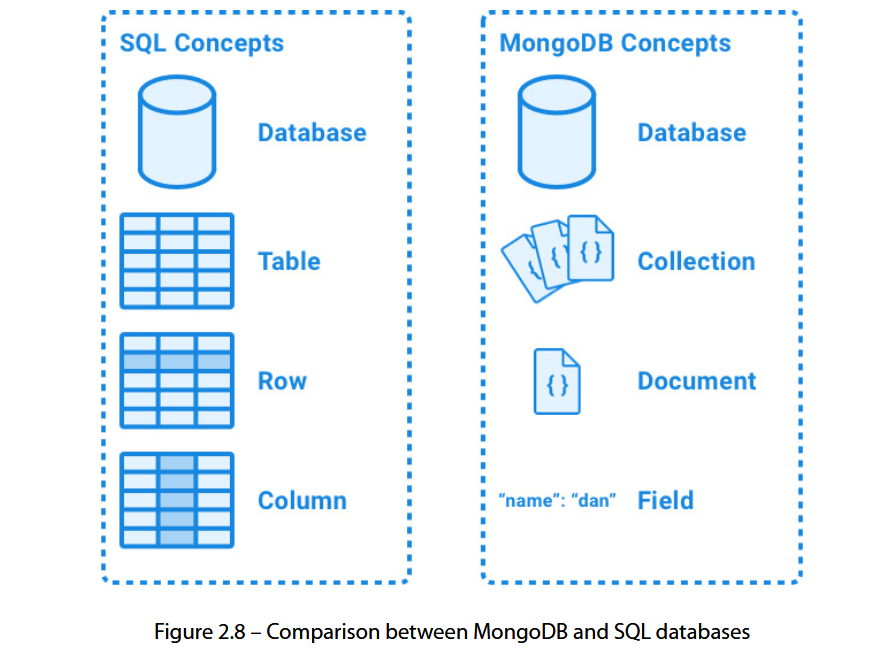 SQL Concepts
Database
Table
Row
Column
MongoDB Concepts
Database
{ }
{ }
{ }
Collection
{ }
Document
“name”: “dan”
Field
Figure 2.8 – Comparison between MongoDB and SQL databases